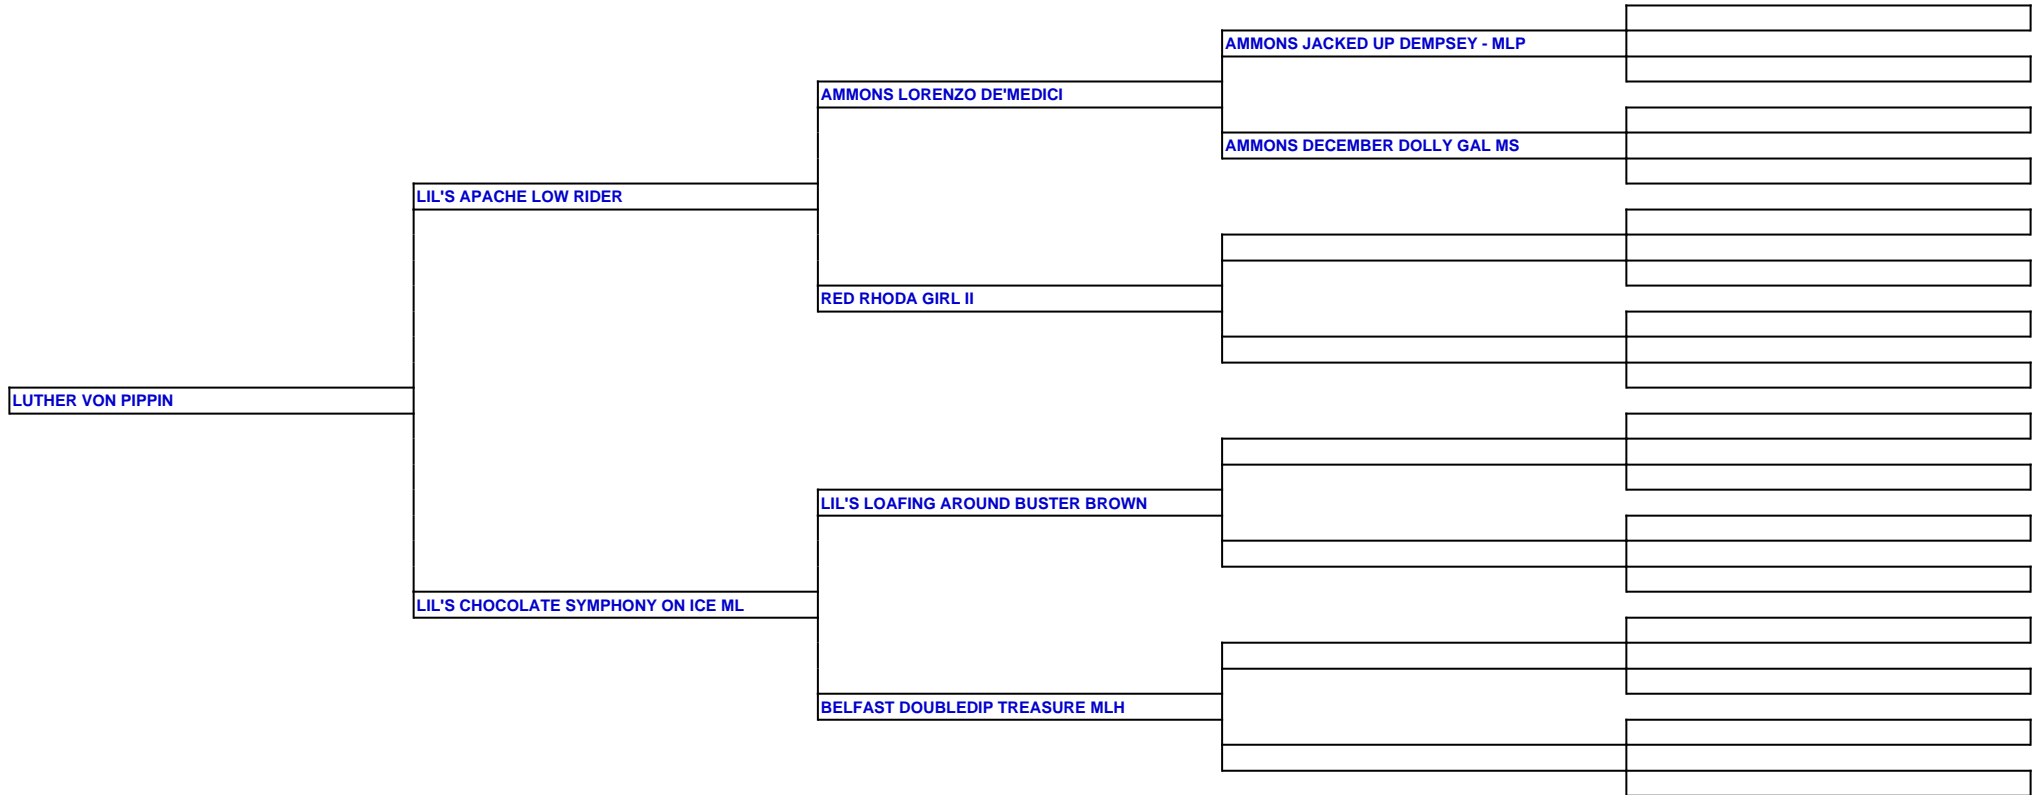 AMMONS JACKED UP DEMPSEY - MLP
AMMONS LORENZO DE'MEDICI
AMMONS DECEMBER DOLLY GAL MS
LIL'S APACHE LOW RIDER
RED RHODA GIRL II
LUTHER VON PIPPIN
LIL'S LOAFING AROUND BUSTER BROWN
LIL'S CHOCOLATE SYMPHONY ON ICE ML
BELFAST DOUBLEDIP TREASURE MLH